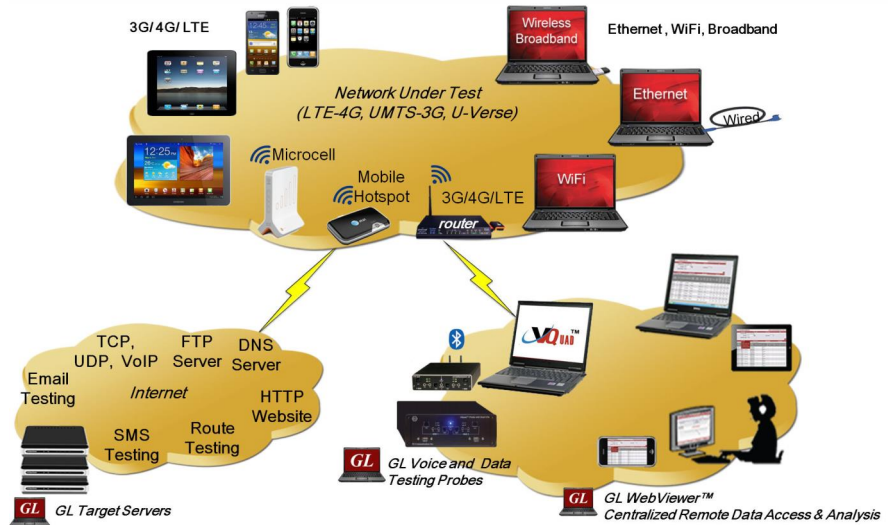 3G/4G/LTE
Ethernet, WiFi, Broadband
Wireless
Broadband
Ethernet
Wired
Network Under Test
(LTE-4G, UMTS-3G, U-Verse)
12:25
Microcell
Mobile
Hotspot
3G/4G/LTE
WiFi
router
at&t
TCP,
UDP, VoIP
FTP
Server
DNS
Server
Email
Testing
Internet
HTTP
Website
SMS
Testing
Route
Testing
VQUAD™
GL
GL Target Servers
GL
GL Voice and Data
Testing Probes
GL
GL WebViewer™
Centralized Remote Data Access & Analysis